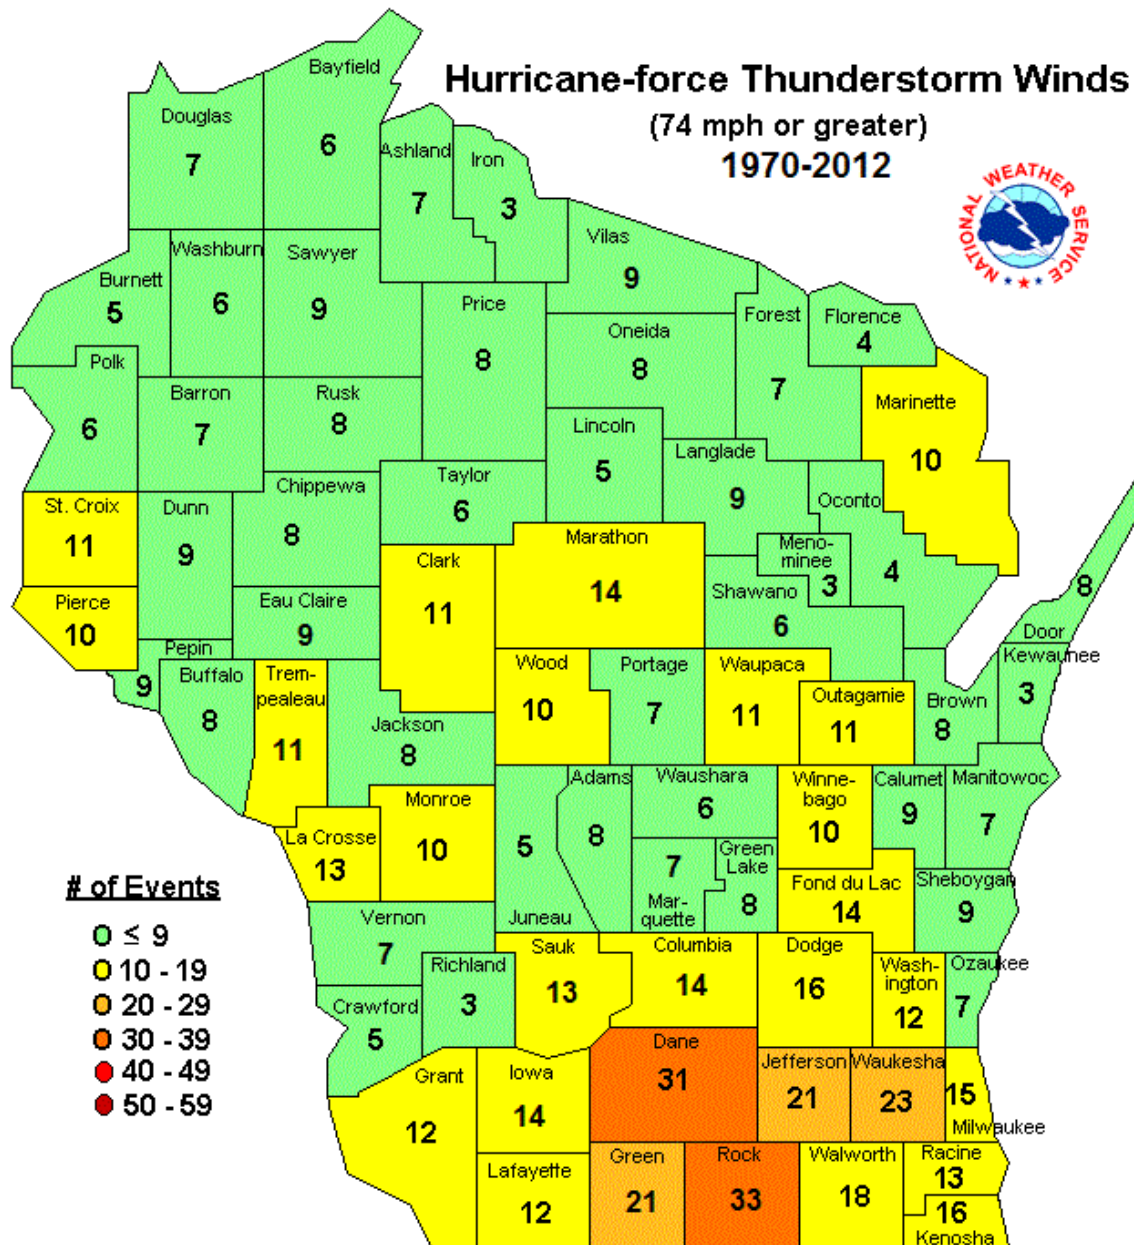 Hurricane-force Thunderstorm Winds
(74 mph or greater)
1970-2012
NATIONAL WEATHER SERVICE
Bayfield
6
Douglas
7
Ashland
7
Iron
3
Vilas
9
Washburn
6
Sawyer
9
Burnett
5
Price
8
Forest
7
Florence
4
Oneida
8
Polk
6
Barron
7
Rusk
8
Marinette
10
Lincoln
5
Langlade
9
Taylor
6
Chippewa
8
Oconto
4
St. Croix
11
Dunn
9
Marathon
14
Clark
11
Meno-
minee
3
Shawano
6
Pierce
10
Eau Claire
9
Door
8
Pepin
9
Buffalo
8
Trem-
pealeau
11
Wood
10
Portage
7
Waupaca
11
Outagamie
11
Brown
8
Kewaunee
3
Jackson
8
Monroe
10
Juneau
5
Adams
8
Waushara
6
Winne-
bago
10
Calumet
9
Manitowoc
7
La Crosse
13
7
Mar-
quette
Green
Lake
8
Fond du Lac
14
Sheboygan
9
Vernon
7
Sauk
13
Columbia
14
Dodge
16
Wash-
ington
12
Ozaukee
7
Richland
3
Crawford
5
Grant
12
Iowa
14
Dane
31
Jefferson
21
Waukesha
23
15
Milwaukee
Lafayette
12
Green
21
Rock
33
Walworth
18
Racine
13
16
Kenosha
# of Events
≤ 9
10 - 19
20 - 29
30 - 39
40 - 49
50 - 59